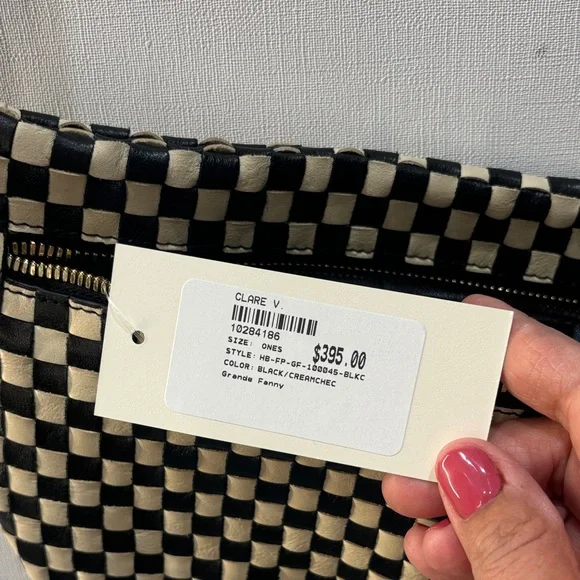 CLARE V.
10284186
SIZE: ONES $395.00
STYLE: HB-FP-GF-100045-BLKC
COLOR: BLACK/CREAMCHEC
Grande Fanny